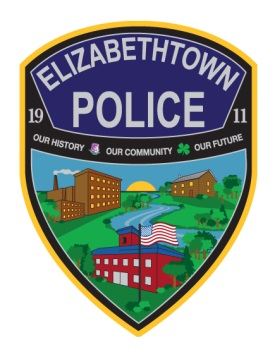 ELIZABETHTOWN
POLICE
19 11
OUR HISTORY OUR COMMUNITY OUR FUTURE